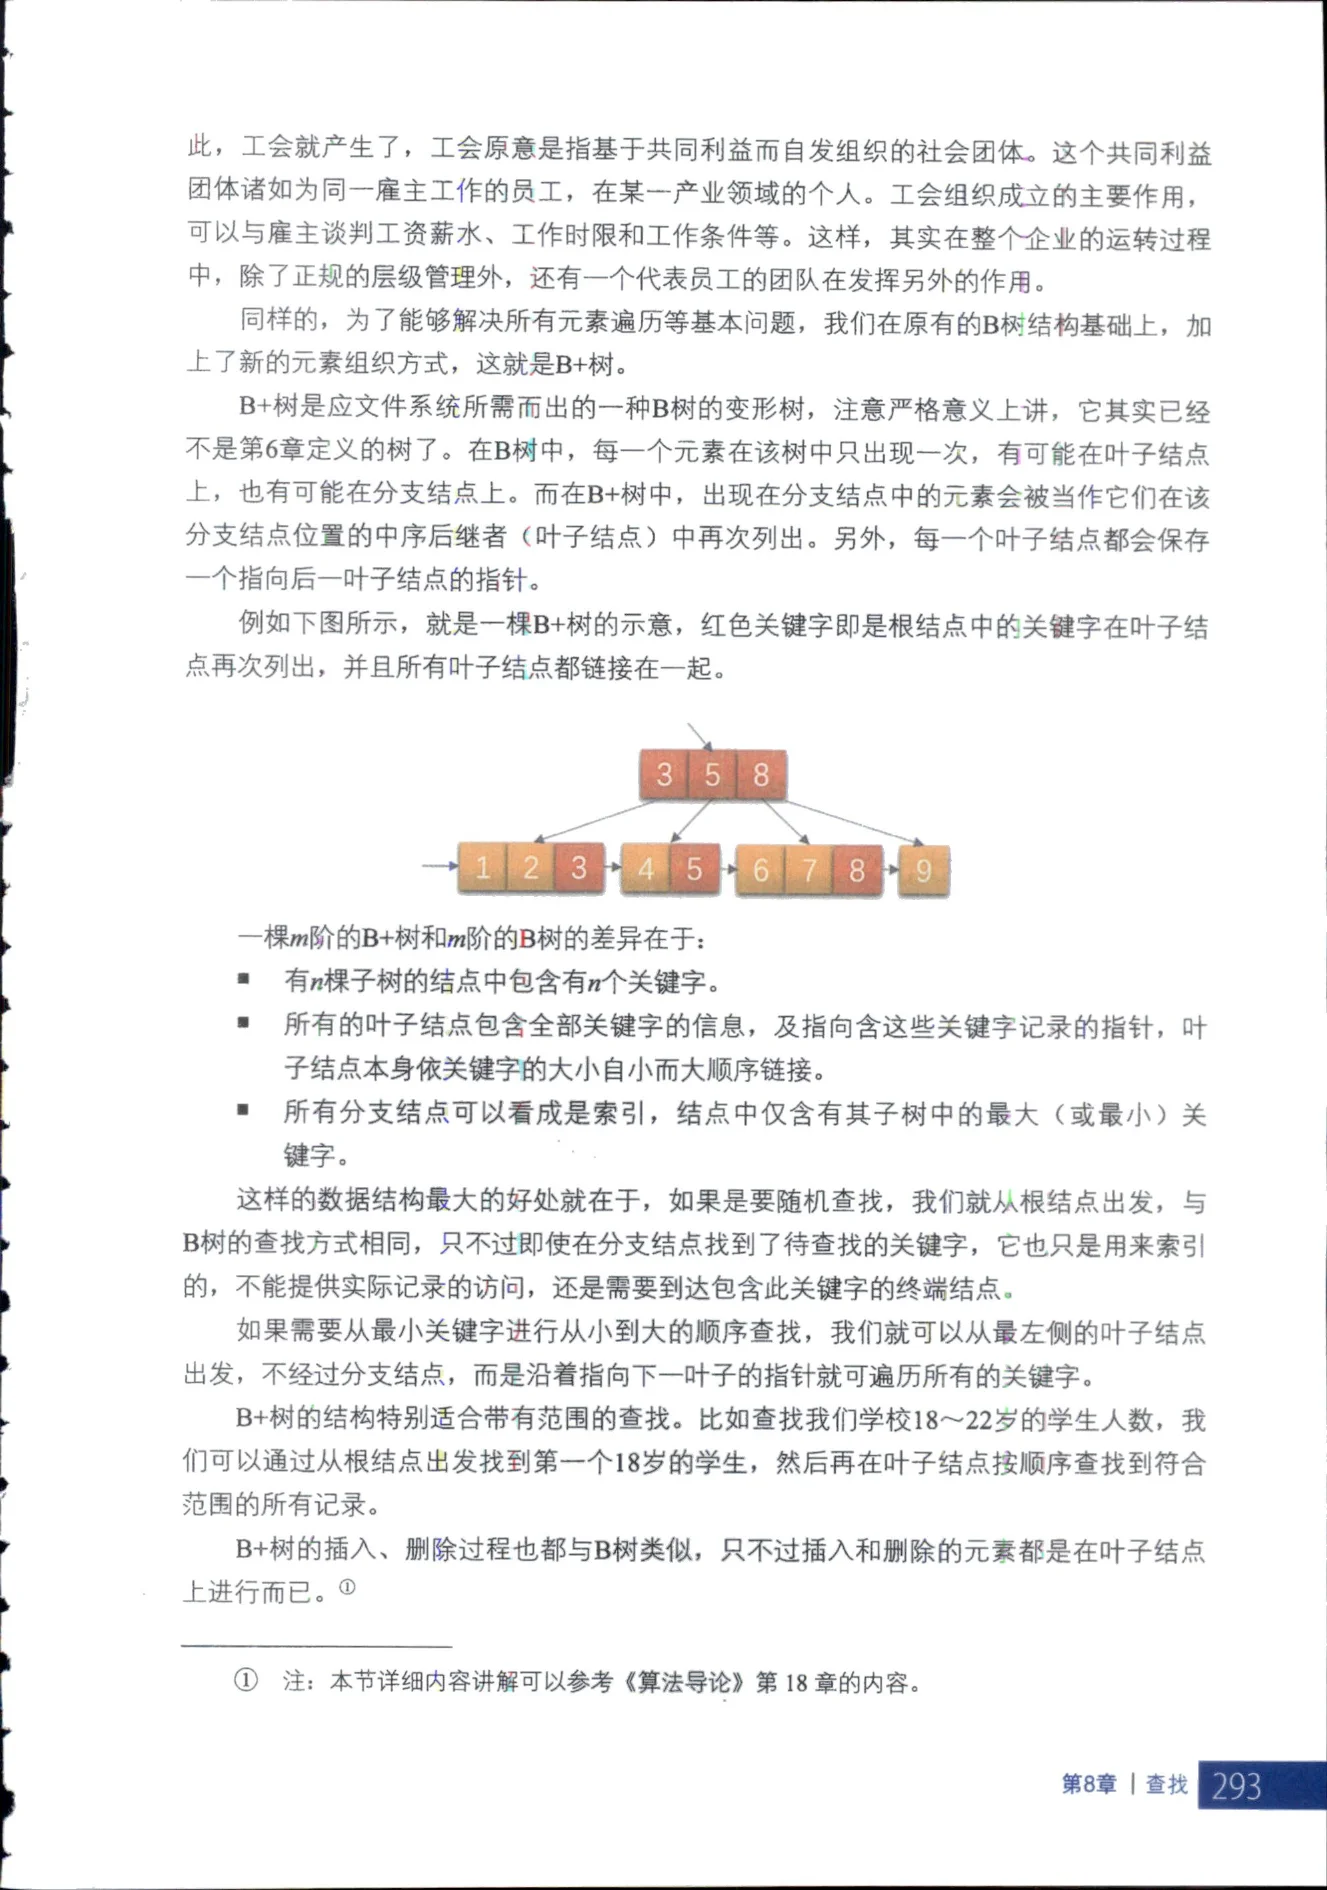 此，工会就产生了，工会原意是指基于共同利益而自发组织的社会团体。这个共同利益
团体诸如为同一雇主工作的员工，在某一产业领域的个人。工会组织成立的主要作用，
可以与雇主谈判工资薪水、工作时限和工作条件等。这样，其实在整个企业的运转过程
中，除了正规的层级管理外，还有一个代表员工的团队在发挥另外的作用。
同样的，为了能够解决所有元素遍历等基本问题，我们在原有的B树结构基础上，加
上了新的元素组织方式，这就是B+树。
B+树是应文件系统所需而出的一种B树的变形树，注意严格意义上讲，它其实已经
不是第6章定义的树了。在B树中，每一个元素在该树中只出现一次，有可能在叶子结点
上，也有可能在分支结点上。而在B+树中，出现在分支结点中的元素会被当作它们在该
分支结点位置的中序后继者（叶子结点）中再次列出。另外，每一个叶子结点都会保存
一个指向后一叶子结点的指针。
例如下图所示，就是一棵B+树的示意，红色关键字即是根结点中的关键字在叶子结
点再次列出，并且所有叶子结点都链接在一起。
3 5 8
1 2 3 4 5 6 7 8 9
一棵m阶的B+树和m阶的B树的差异在于：
■ 有n棵子树的结点中包含有n个关键字。
■ 所有的叶子结点包含全部关键字的信息，及指向含这些关键字记录的指针，叶
子结点本身依关键字的大小自小而大顺序链接。
■ 所有分支结点可以看成是索引，结点中仅含有其子树中的最大（或最小）关
键字。
这样的数据结构最大的好处就在于，如果是要随机查找，我们就从根结点出发，与
B树的查找方式相同，只不过即使在分支结点找到了待查找的关键字，它也只是用来索引
的，不能提供实际记录的访问，还是需要到达包含此关键字的终端结点。
如果需要从最小关键字进行从小到大的顺序查找，我们就可以从最左侧的叶子结点
出发，不经过分支结点，而是沿着指向下一叶子的指针就可遍历所有的关键字。
B+树的结构特别适合带有范围的查找。比如查找我们学校18～22岁的学生人数，我
们可以通过从根结点出发找到第一个18岁的学生，然后再在叶子结点按顺序查找到符合
范围的所有记录。
B+树的插入、删除过程也都与B树类似，只不过插入和删除的元素都是在叶子结点
上进行而已。①
① 注：本节详细内容讲解可以参考《算法导论》第 18 章的内容。
第8章 | 查找 293